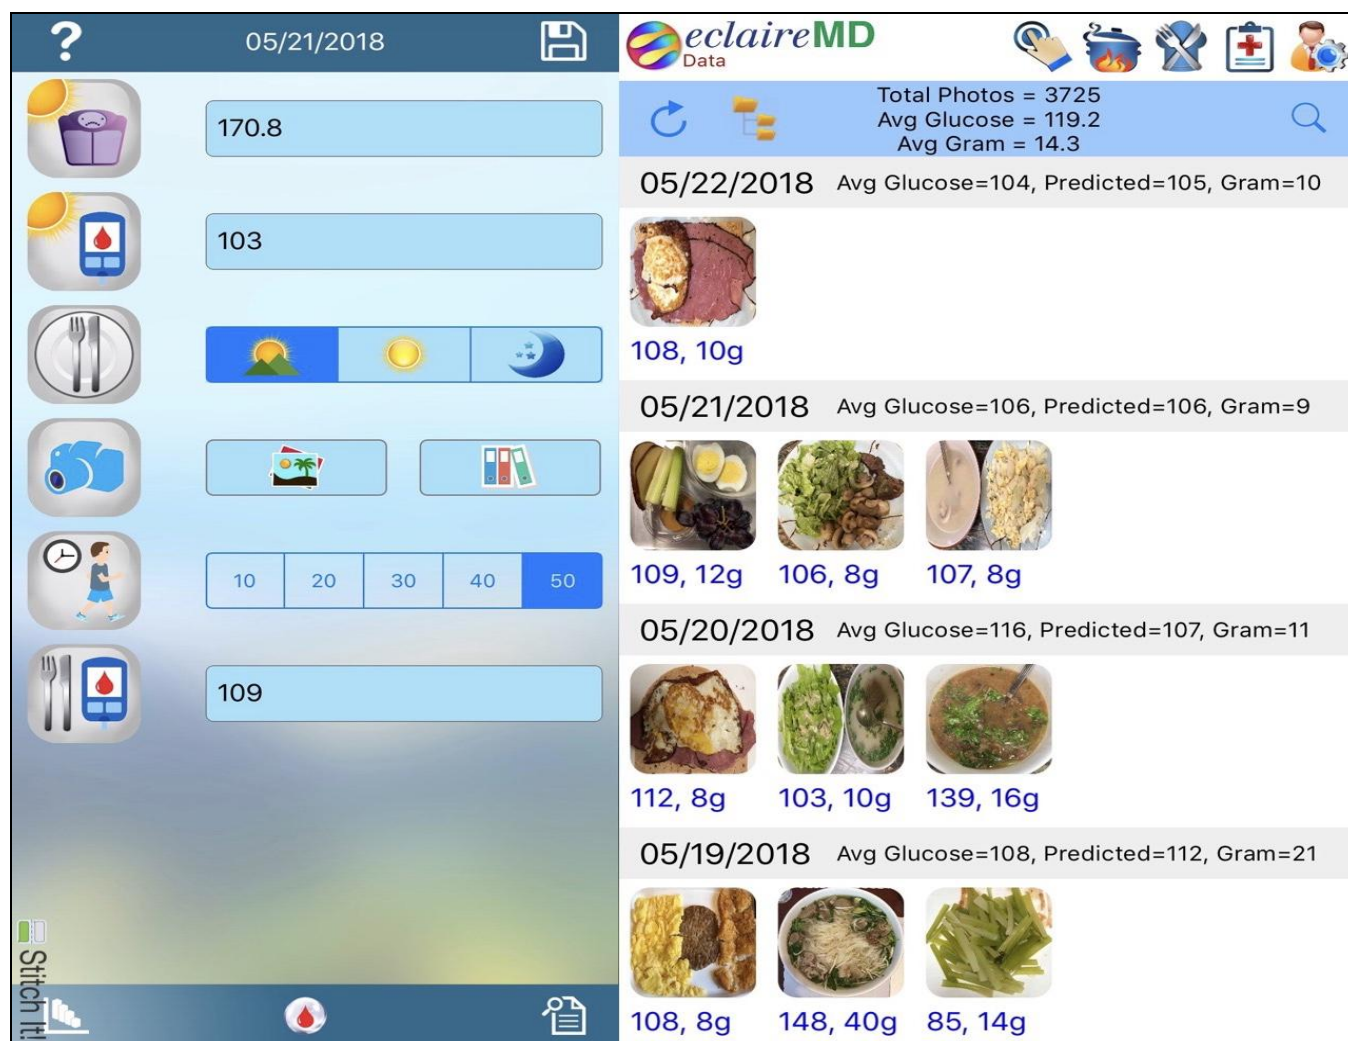 05/21/2018
170.8
103
10 20 30 40 50
109
Stitch It!
eclaireMD
Data
Total Photos = 3725
Avg Glucose = 119.2
Avg Gram = 14.3
05/22/2018 Avg Glucose=104, Predicted=105, Gram=10
108, 10g
05/21/2018 Avg Glucose=106, Predicted=106, Gram=9
109, 12g 106, 8g 107, 8g
05/20/2018 Avg Glucose=116, Predicted=107, Gram=11
112, 8g 103, 10g 139, 16g
05/19/2018 Avg Glucose=108, Predicted=112, Gram=21
108, 8g 148, 40g 85, 14g